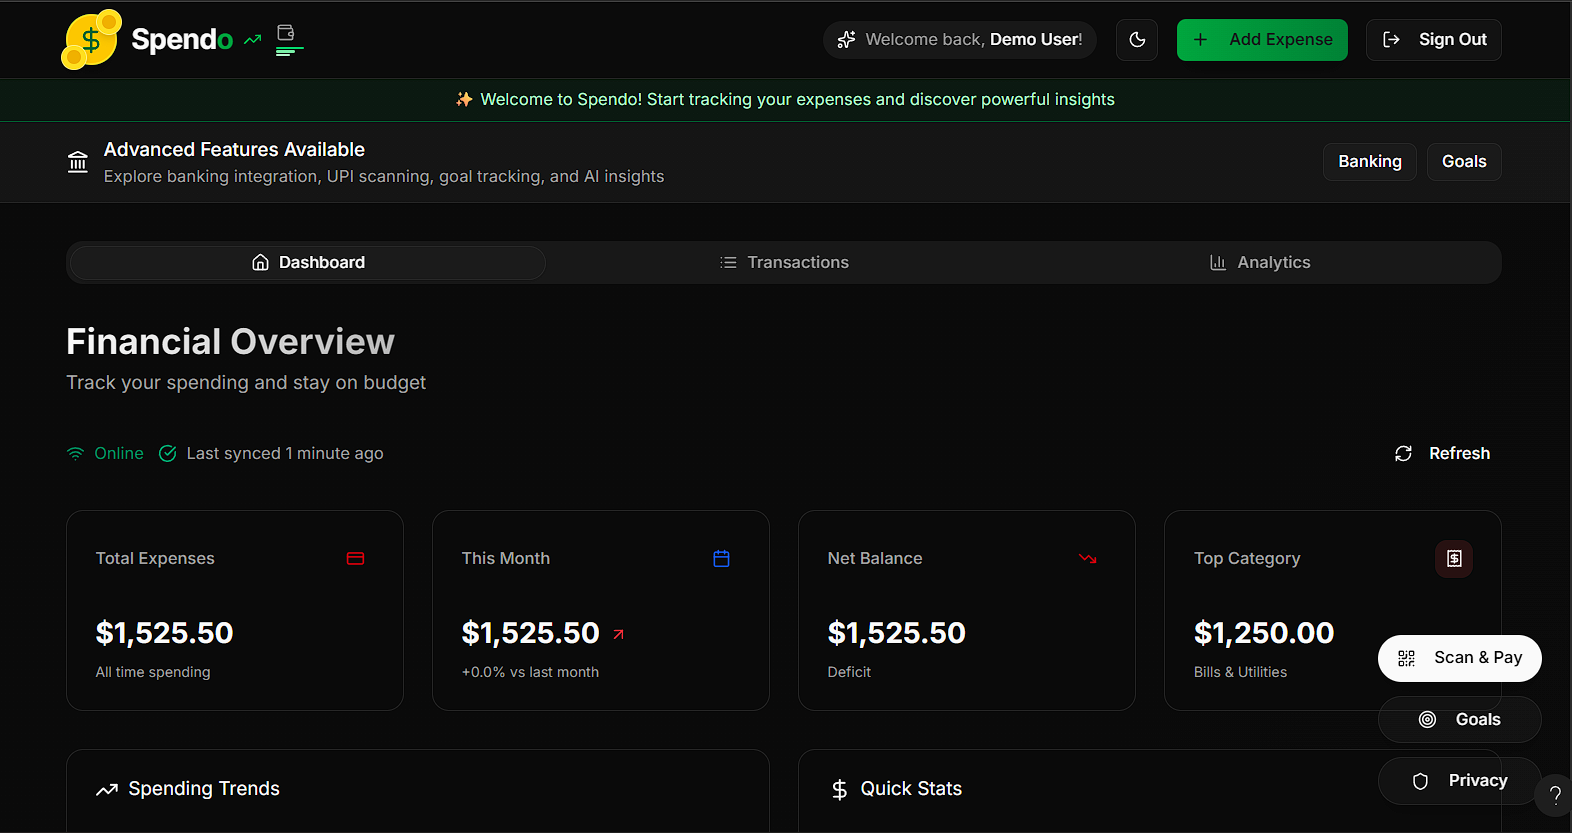 Spendo
Welcome back, Demo User!
Add Expense
Sign Out
✨ Welcome to Spendo! Start tracking your expenses and discover powerful insights
Advanced Features Available
Explore banking integration, UPI scanning, goal tracking, and AI insights
Banking
Goals
Dashboard
Transactions
Analytics
Financial Overview
Track your spending and stay on budget
Online
Last synced 1 minute ago
Refresh
Total Expenses
$1,525.50
All time spending
This Month
$1,525.50
+0.0% vs last month
Net Balance
$1,525.50
Deficit
Top Category
$1,250.00
Bills & Utilities
Scan & Pay
Goals
Privacy
?
Spending Trends
Quick Stats